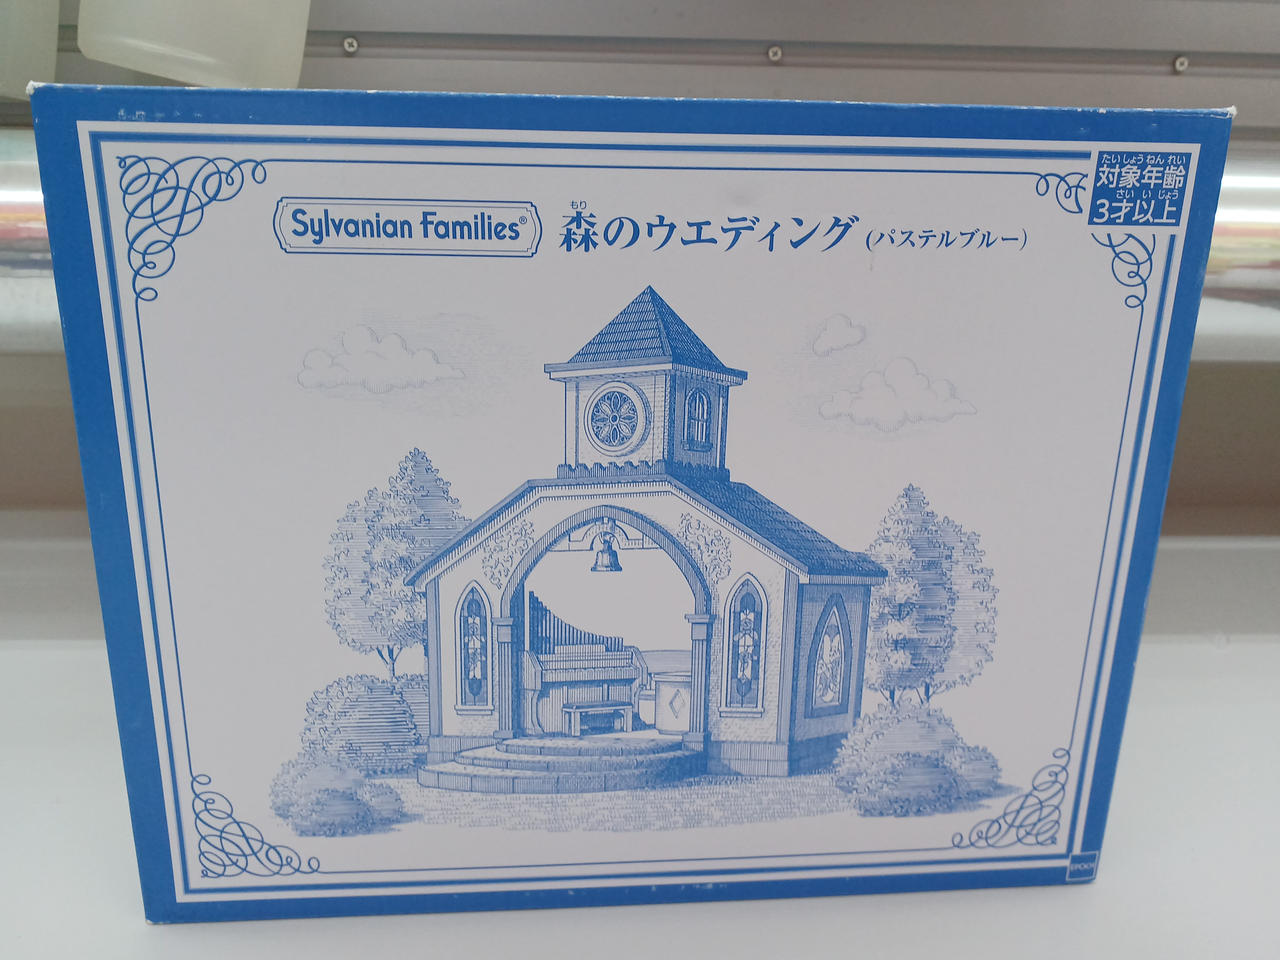 Sylvanian Families®
もり
森のウエディング (パステルブルー)
たいしょうねんれい
対象年齢
さい いじょう
3才以上
EPOCH